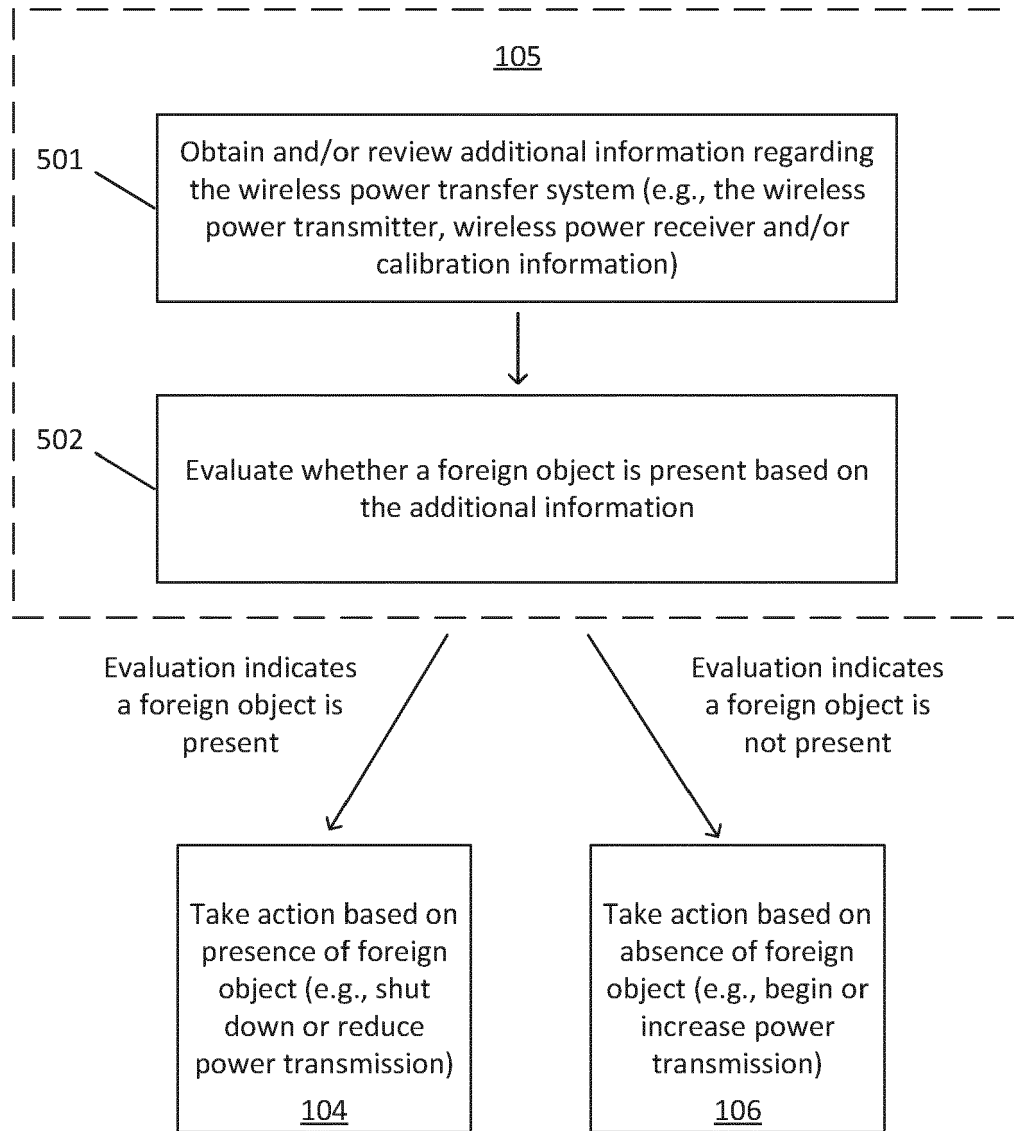 105
501
Obtain and/or review additional information regarding
the wireless power transfer system (e.g., the wireless
power transmitter, wireless power receiver and/or
calibration information)
502
Evaluate whether a foreign object is present based on
the additional information
Evaluation indicates
a foreign object is
present
Evaluation indicates
a foreign object is
not present
Take action based on
presence of foreign
object (e.g., shut
down or reduce
power transmission)
104
Take action based on
absence of foreign
object (e.g., begin or
increase power
transmission)
106